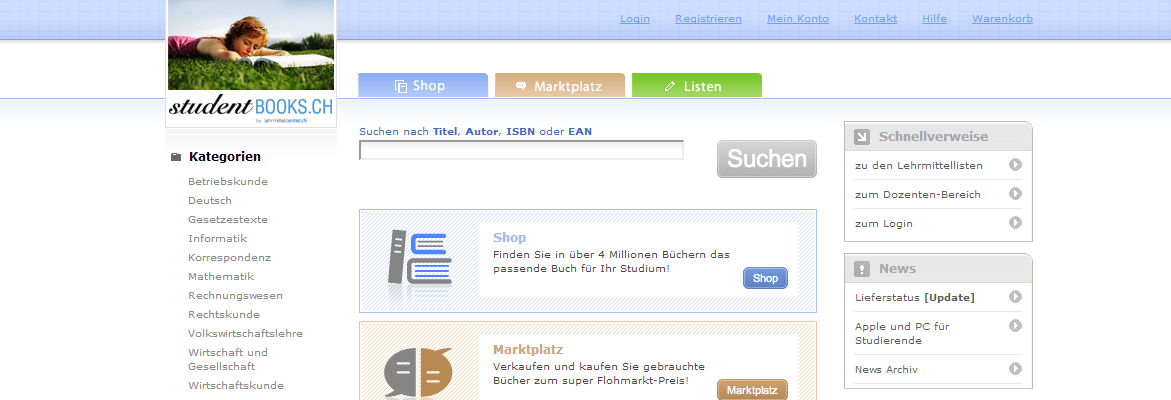 Login Registrieren Mein Konto Kontakt Hilfe Warenkorb
Shop Marktplatz Listen
studentBOOKS.CH
by lehrmittelcenter.ch
Kategorien
Betriebskunde
Deutsch
Gesetzestexte
Informatik
Korrespondenz
Mathematik
Rechnungswesen
Rechtskunde
Volkswirtschaftslehre
Wirtschaft und
Gesellschaft
Wirtschaftskunde
Suchen nach Titel, Autor, ISBN oder EAN
Suchen
Shop
Finden Sie in über 4 Millionen Büchern das
passende Buch für Ihr Studium!
Shop
Marktplatz
Verkaufen und kaufen Sie gebrauchte
Bücher zum super Flohmarkt-Preis!
Marktplatz
Schnellverweise
zu den Lehrmittellisten
zum Dozenten-Bereich
zum Login
News
Lieferstatus [Update]
Apple und PC für
Studierende
News Archiv